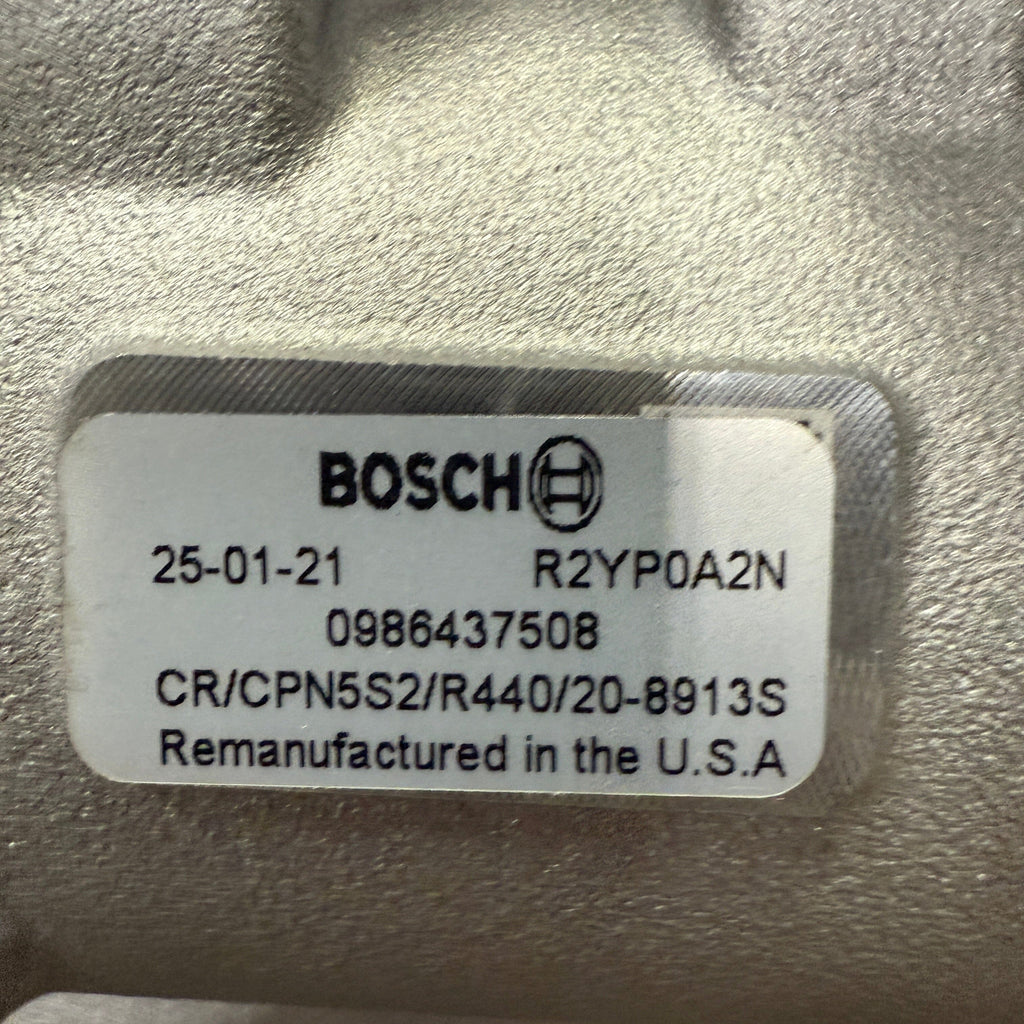 BOSCH
25-01-21 R2YP0A2N
0986437508
CR/CPN5S2/R440/20-8913S
Remanufactured in the U.S.A